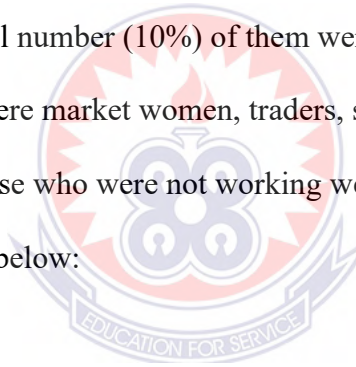 l number (10%) of them wer
ere market women, traders, s
se who were not working we
below:
EDUCATION FOR SERVICE